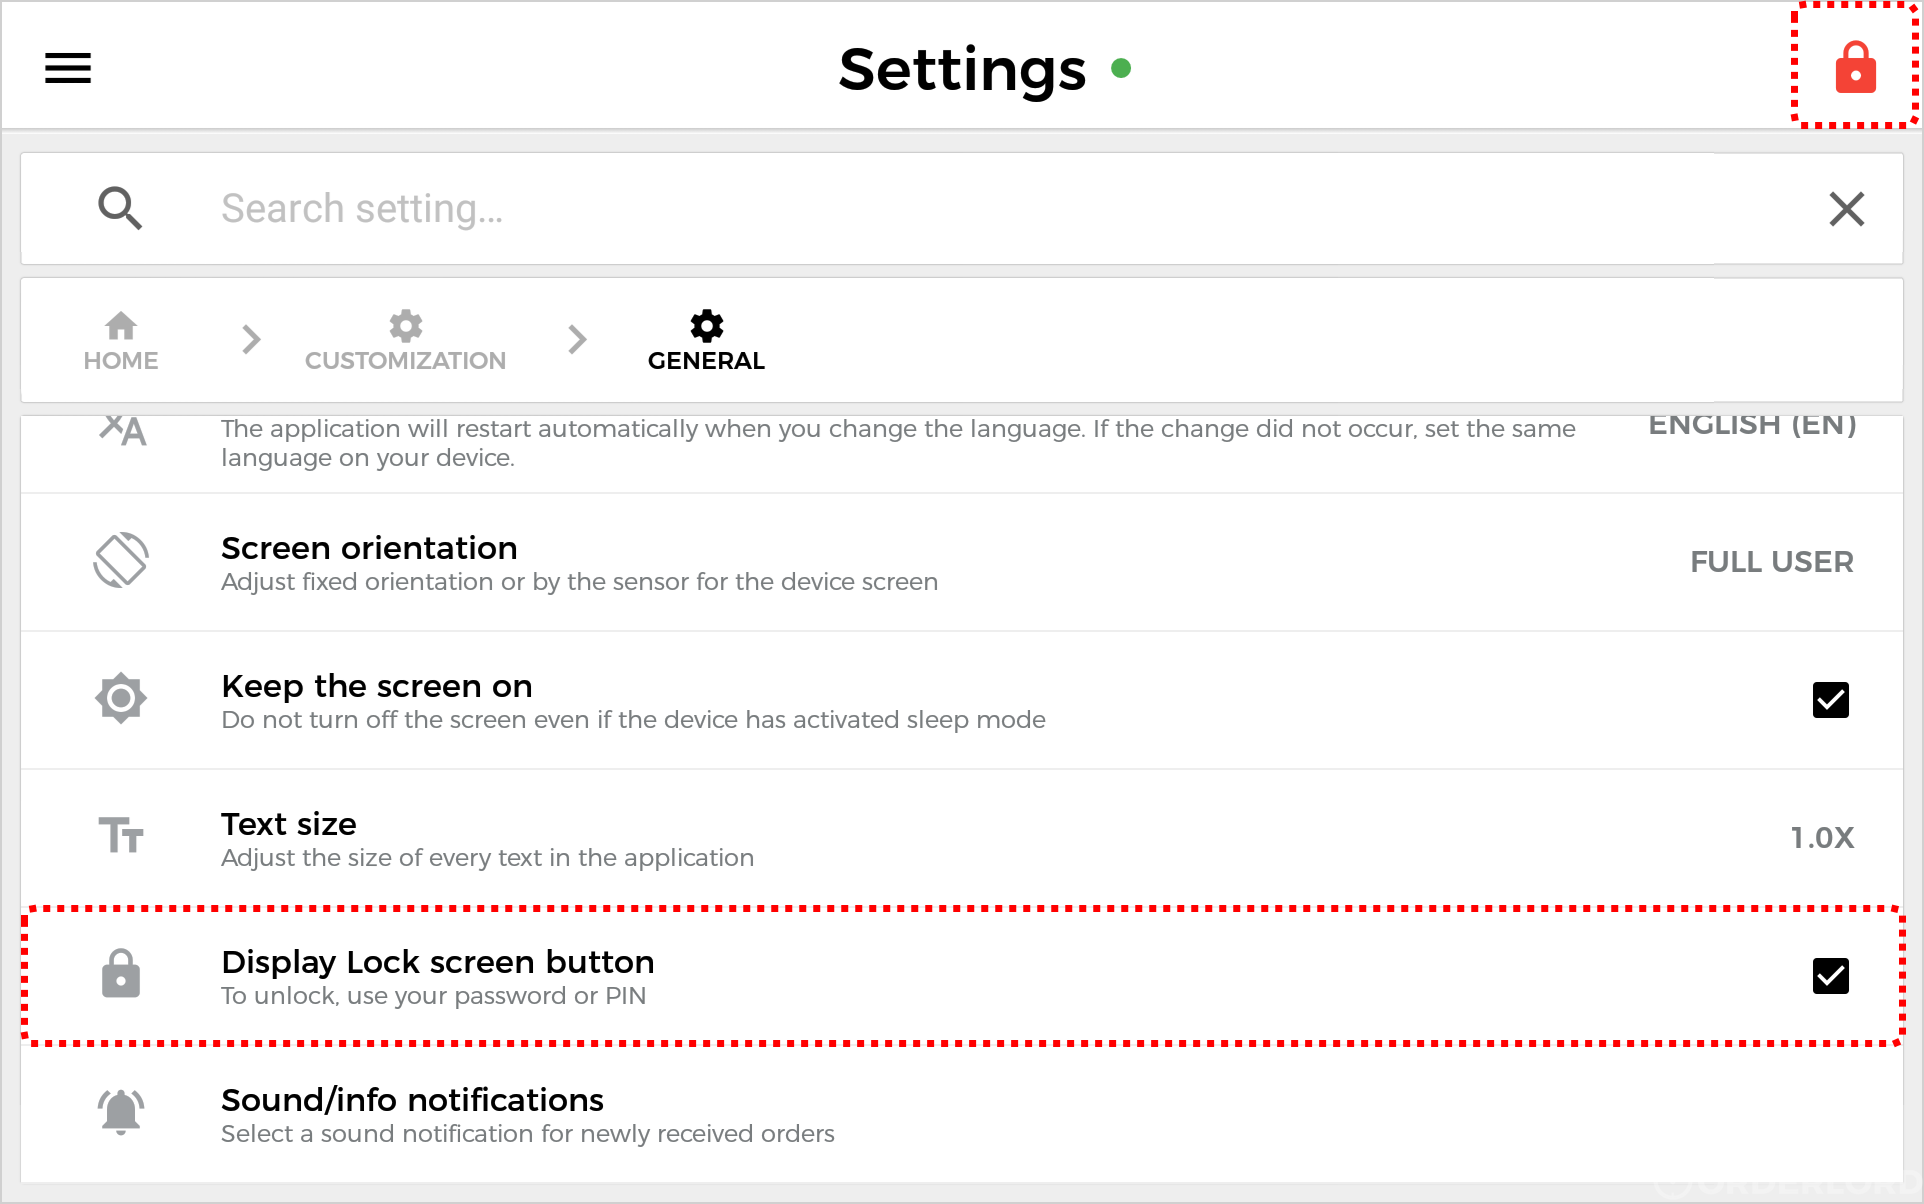 Settings
Search setting...
HOME
CUSTOMIZATION
GENERAL
The application will restart automatically when you change the language. If the change did not occur, set the same
language on your device.
ENGLISH (EN)
Screen orientation
Adjust fixed orientation or by the sensor for the device screen
FULL USER
Keep the screen on
Do not turn off the screen even if the device has activated sleep mode
Text size
Adjust the size of every text in the application
1.0X
Display Lock screen button
To unlock, use your password or PIN
Sound/info notifications
Select a sound notification for newly received orders
ORDERLORD